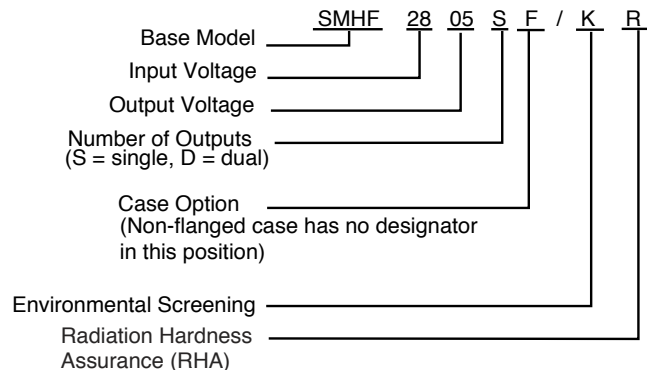 SMHF 28 05 S F / K R
Base Model
Input Voltage
Output Voltage
Number of Outputs
(S = single, D = dual)
Case Option
(Non-flanged case has no designator
in this position)
Environmental Screening
Radiation Hardness
Assurance (RHA)